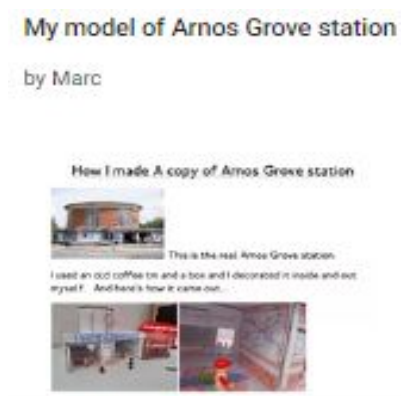 My model of Arnos Grove station
by Marc
How I made A copy of Arnos Grove station
This is the real Arnos Grove station
I used an old coffee tin and a box and I decorated it inside and out
myself. And here's how it came out...